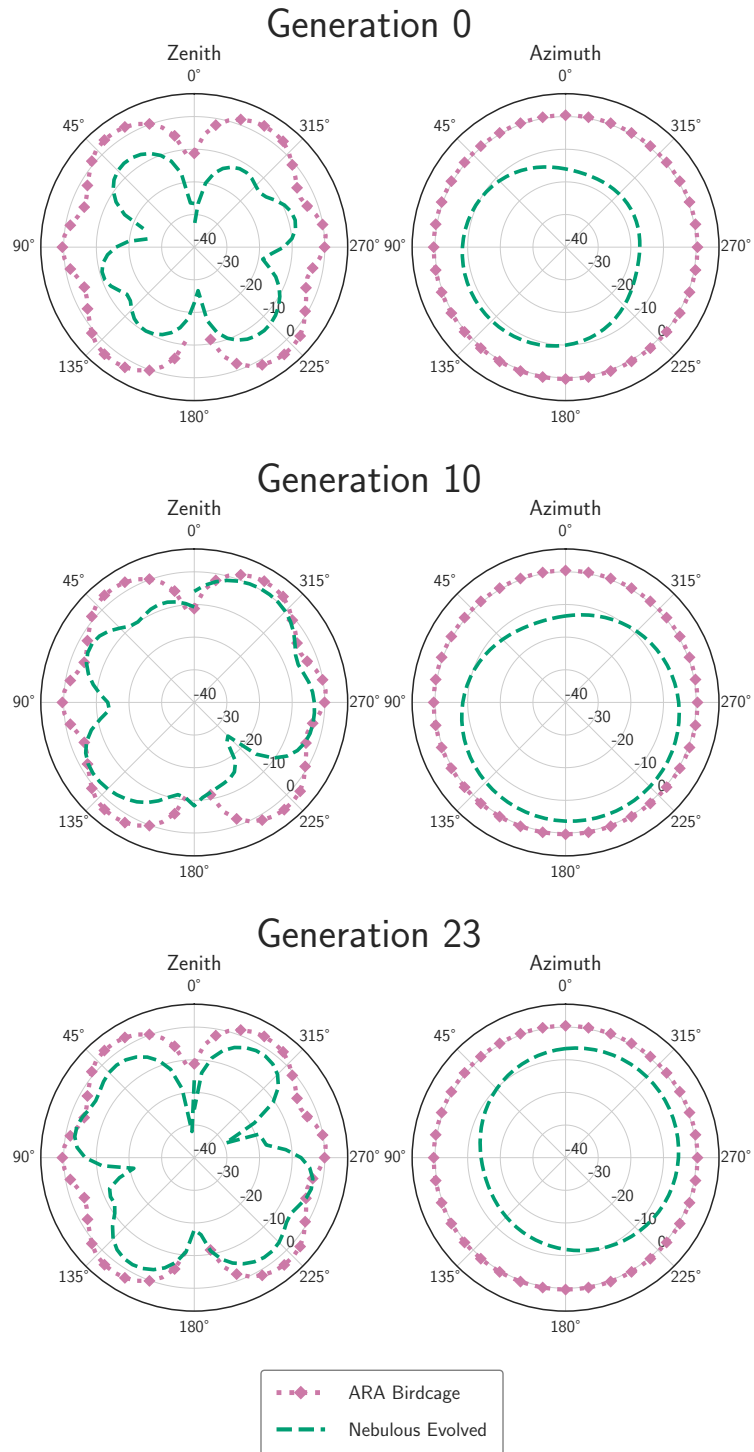 Generation 0
Zenith Azimuth
0° 0°
45° 315° 45° 315°
90° -40 270° 90° -40 270°
-30 -30
-20 -20
-10 -10
0 0
135° 225° 135° 225°
180° 180°
Generation 10
Zenith Azimuth
0° 0°
45° 315° 45° 315°
90° -40 270° 90° -40 270°
-30 -30
-20 -20
-10 -10
0 0
135° 225° 135° 225°
180° 180°
Generation 23
Zenith Azimuth
0° 0°
45° 315° 45° 315°
90° -40 270° 90° -40 270°
-30 -30
-20 -20
-10 -10
0 0
135° 225° 135° 225°
180° 180°
ARA Birdcage
Nebulous Evolved